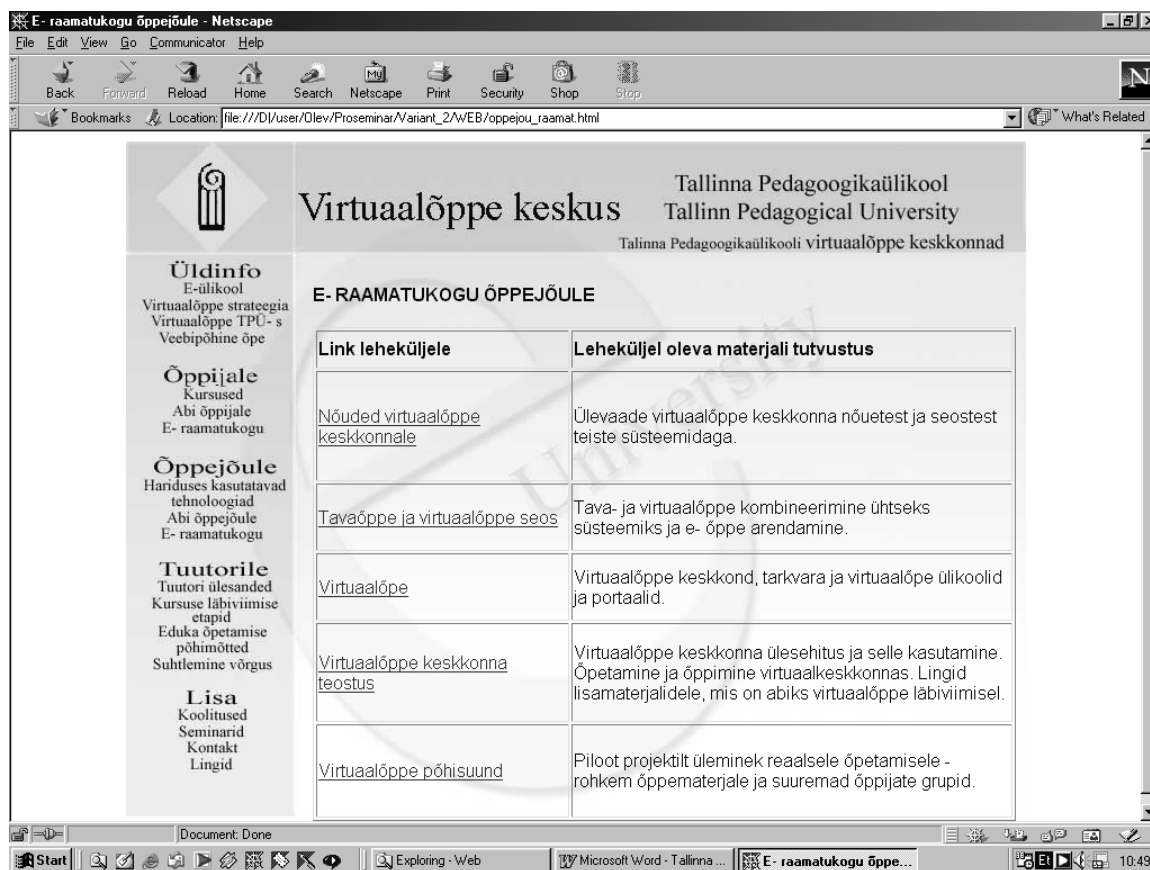 E- raamatukogu õppejõule - Netscape
File Edit View Go Communicator Help
Back Forward Reload Home Search Netscape Print Security Shop Stop
My
N
Bookmarks Location: file:///D|/user/Olev/Proseminar/Variant_2/WEB/oppejou_raamat.html What's Related
Virtuaalõppe keskus
Tallinna Pedagoogikaülikool
Tallinn Pedagogical University
Talinna Pedagoogikaülikooli virtuaalõppe keskkonnad
Üldinfo
E-ülikool
Virtuaalõppe strateegia
Virtuaalõppe TPÜ- s
Veebipõhine õpe
Õppijale
Kursused
Abi õppijale
E- raamatukogu
Õppejõule
Hariduses kasutatavad
tehnoloogiad
Abi õppejõule
E- raamatukogu
Tuutorile
Tuutori ülesanded
Kursuse läbiviimise
etapid
Eduka õpetamise
põhimõtted
Suhtlemine võrgus
Lisa
Koolitused
Seminarid
Kontakt
Lingid
E- RAAMATUKOGU ÕPPEJÕULE
Link leheküljele
Leheküljel oleva materjali tutvustus
Nõuded virtuaalõppe
keskkonnale
Ülevaade virtuaalõppe keskkonna nõuetest ja seostest
teiste süsteemidaga.
Tavaõppe ja virtuaalõppe seos
Tava- ja virtuaalõppe kombineerimine ühtseks
süsteemiks ja e- õppe arendamine.
Virtuaalõpe
Virtuaalõppe keskkond, tarkvara ja virtuaalõpe ülikoolid
ja portaalid.
Virtuaalõppe keskkonna
teostus
Virtuaalõppe keskkonna ülesehitus ja selle kasutamine.
Õpetamine ja õppimine virtuaalkeskkonnas. Lingid
lisamaterjalidele, mis on abiks virtuaalõppe läbiviimisel.
Virtuaalõppe põhisuund
Piloot projektilt üleminek reaalsele õpetamisele -
rohkem õppematerjale ja suuremad õppijate grupid.
University
Document: Done
Start Exploring - Web Microsoft Word - Tallinna ... E- raamatukogu õppe... Et 10:49